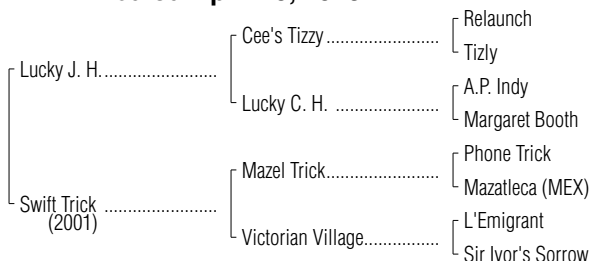 Relaunch
Cee's Tizzy
Tizly
Lucky J. H.
A.P. Indy
Lucky C. H.
Margaret Booth
Phone Trick
Mazel Trick
Mazatleca (MEX)
Swift Trick
(2001)
L'Emigrant
Victorian Village
Sir Ivor's Sorrow